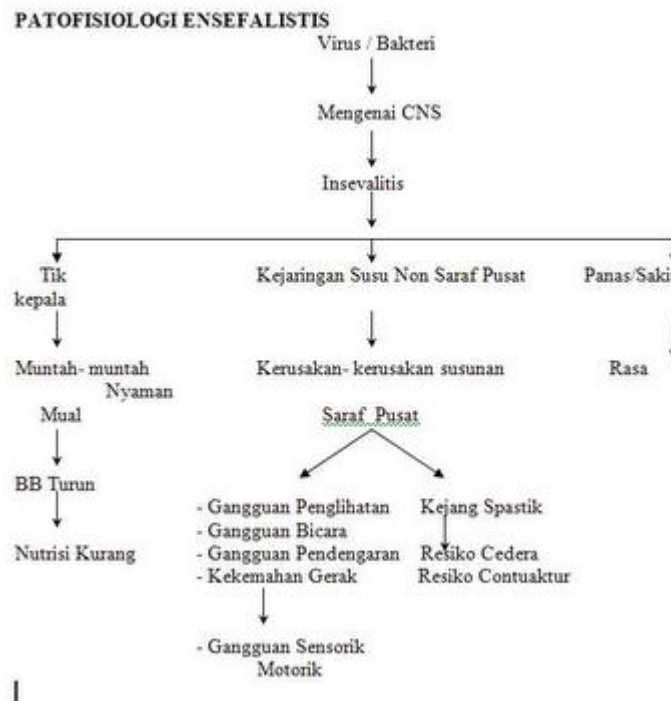 PATOFISIOLOGI ENSEFALISTIS
Virus / Bakteri
Mengenai CNS
Insevalitis
Tik Kejaringan Susu Non Saraf Pusat Panas/Saki
kepala
Muntah- muntah Kerusakan- kerusakan susunan Rasa
Nyaman
Mual Saraf Pusat
BB Turun
- Gangguan Penglihatan Kejang Spastik
- Gangguan Bicara
Nutrisi Kurang - Gangguan Pendengaran Resiko Cedera
- Kekemahan Gerak Resiko Contuaktur
- Gangguan Sensorik
Motorik